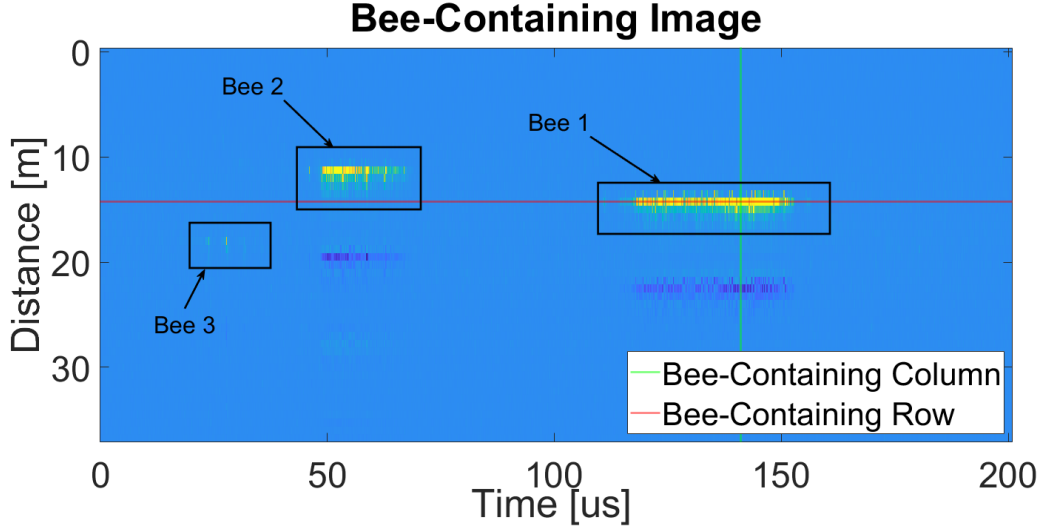 Bee-Containing Image
0
10
20
30
Distance [m]
Bee 2
Bee 1
Bee 3
Bee-Containing Column
Bee-Containing Row
0
50
100
150
200
Time [us]